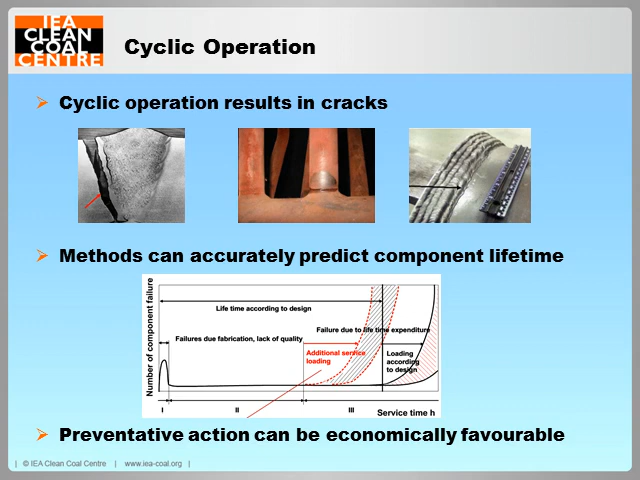 IEA
CLEAN
COAL
CENTRE
Cyclic Operation
Cyclic operation results in cracks
Methods can accurately predict component lifetime
Number of component failure
Life time according to design
Failure due to life time expenditure
Failures due fabrication, lack of quality
Additional service
loading
Loading
according
to design
I
II
III
Service time h
Preventative action can be economically favourable
| © IEA Clean Coal Centre | www.iea-coal.org |